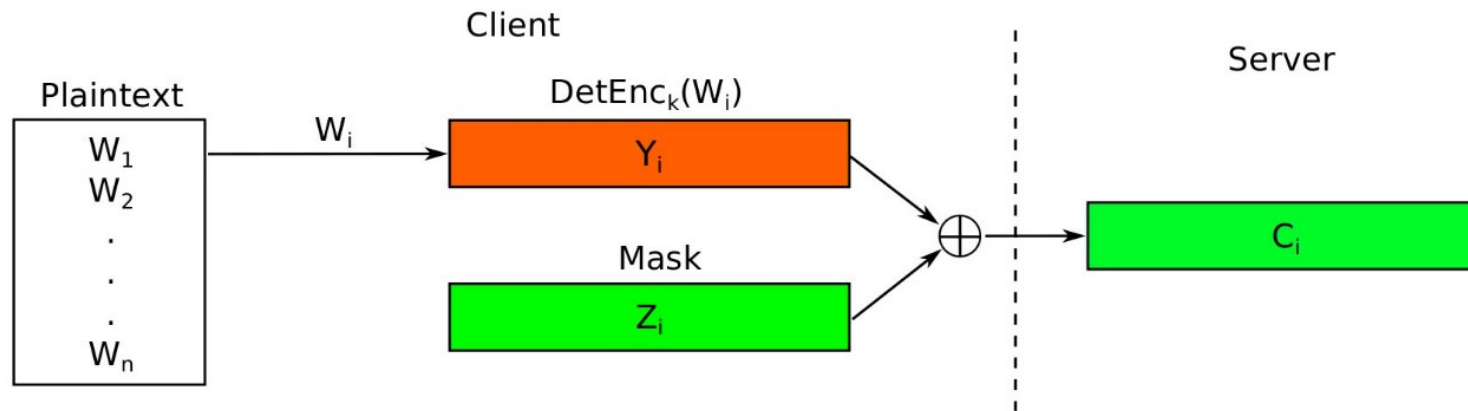 Client
Server
Plaintext
W₁
W₂
.
.
.
Wₙ
Wᵢ
DetEncₖ(Wᵢ)
Yᵢ
Mask
Zᵢ
Cᵢ